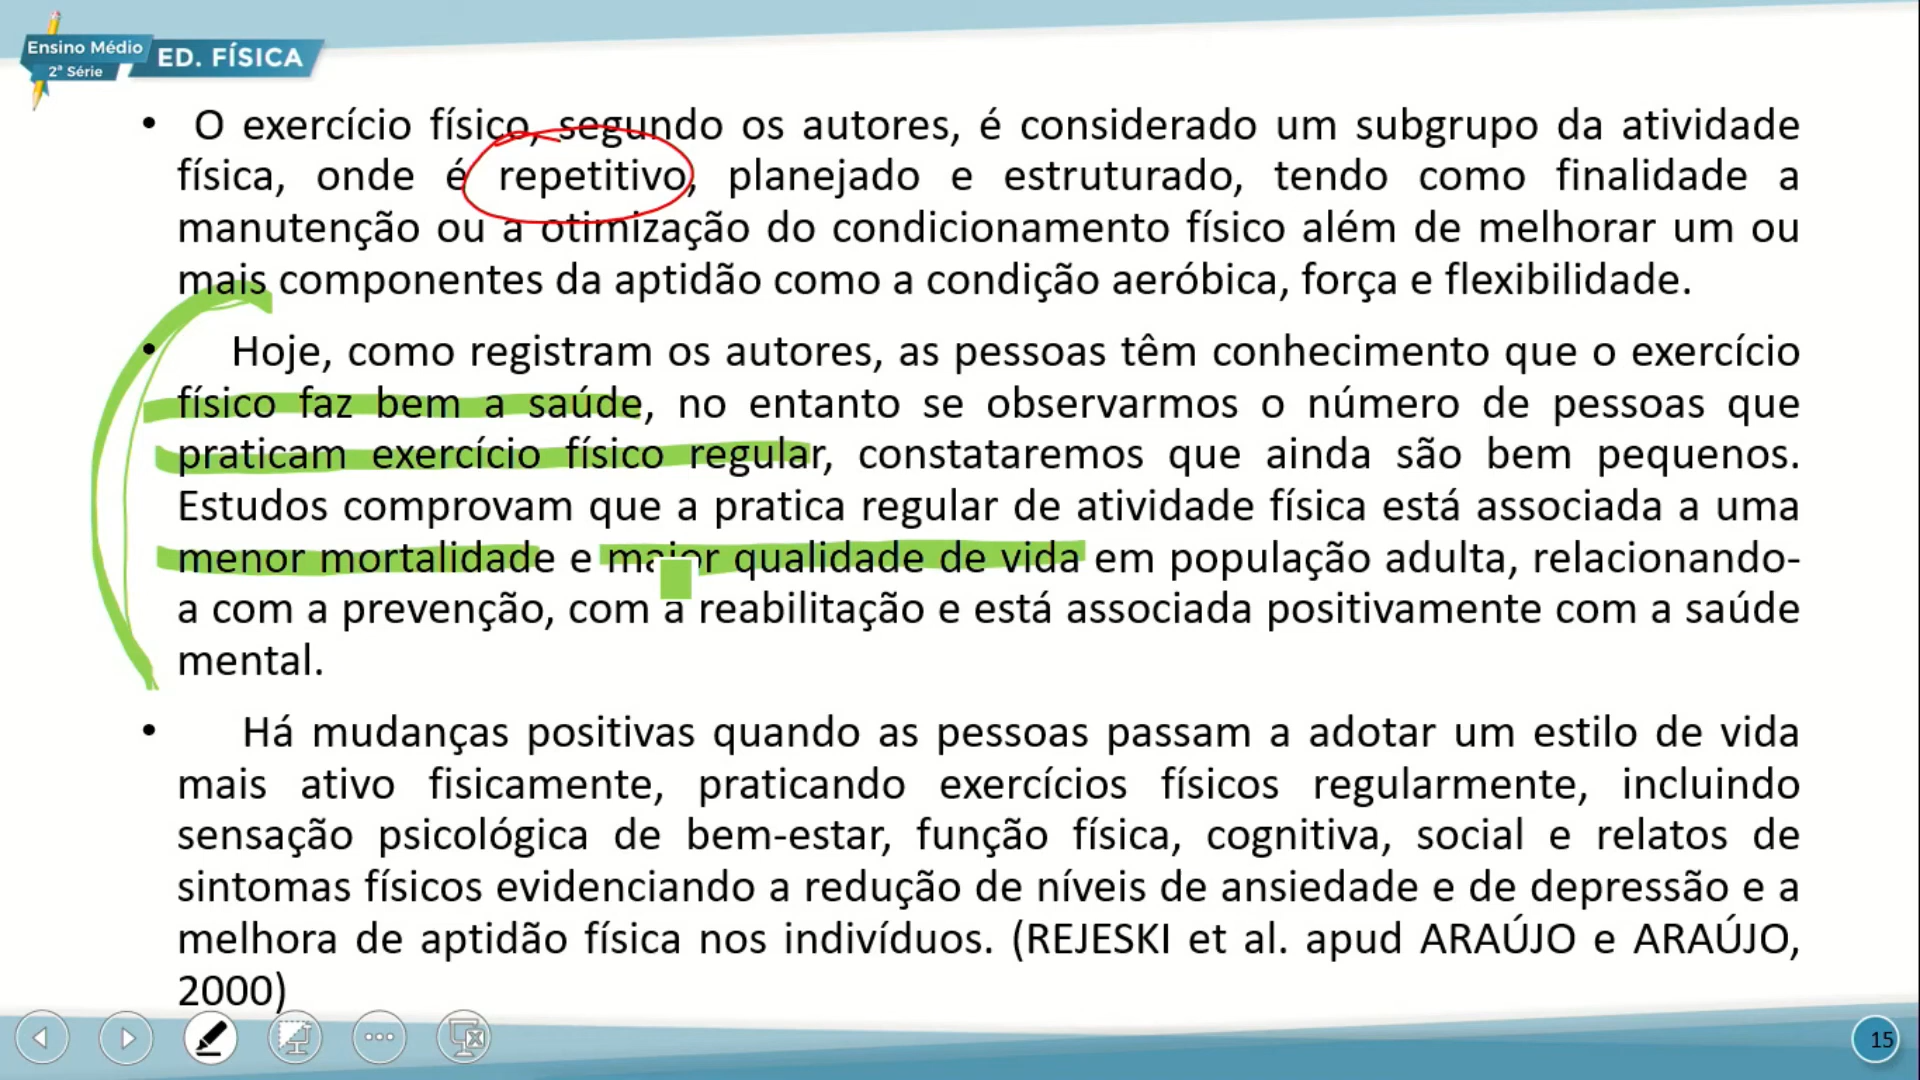 Ensino Médio
2ª Série
ED. FÍSICA
• O exercício físico, segundo os autores, é considerado um subgrupo da atividade
física, onde é repetitivo, planejado e estruturado, tendo como finalidade a
manutenção ou a otimização do condicionamento físico além de melhorar um ou
mais componentes da aptidão como a condição aeróbica, força e flexibilidade.
• Hoje, como registram os autores, as pessoas têm conhecimento que o exercício
físico faz bem a saúde, no entanto se observarmos o número de pessoas que
praticam exercício físico regular, constataremos que ainda são bem pequenos.
Estudos comprovam que a pratica regular de atividade física está associada a uma
menor mortalidade e maior qualidade de vida em população adulta, relacionando-
a com a prevenção, com a reabilitação e está associada positivamente com a saúde
mental.
• Há mudanças positivas quando as pessoas passam a adotar um estilo de vida
mais ativo fisicamente, praticando exercícios físicos regularmente, incluindo
sensação psicológica de bem-estar, função física, cognitiva, social e relatos de
sintomas físicos evidenciando a redução de níveis de ansiedade e de depressão e a
melhora de aptidão física nos indivíduos. (REJESKI et al. apud ARAÚJO e ARAÚJO,
2000)
15